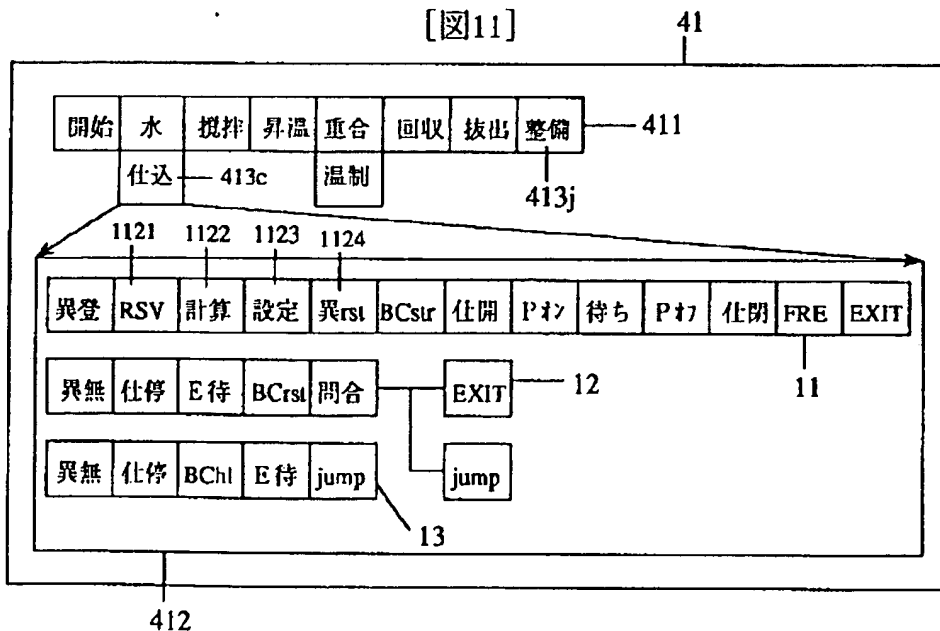 [図11]
41
開始 水 撹拌 昇温 重合 回収 抜出 整備 411
仕込 413c 温制 413j
1121 1122 1123 1124
異登 RSV 計算 設定 異rst BCstr 仕開 Pオン 待ち Pオフ 仕閉 FRE EXIT
異無 仕停 E待 BCrst 問合 EXIT 12 11
jump
異無 仕停 BChl E待 jump
13
412